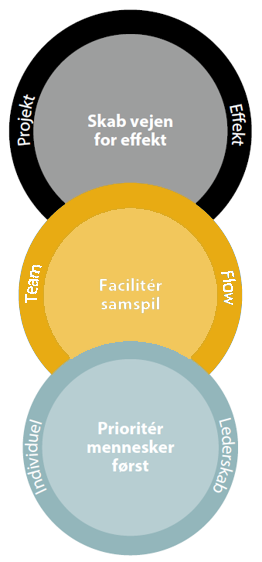 Projekt
Skab vejen
for effekt
Effekt
Team
Facilitér
samspil
Flow
Individuel
Prioritér
mennesker
først
Lederskab